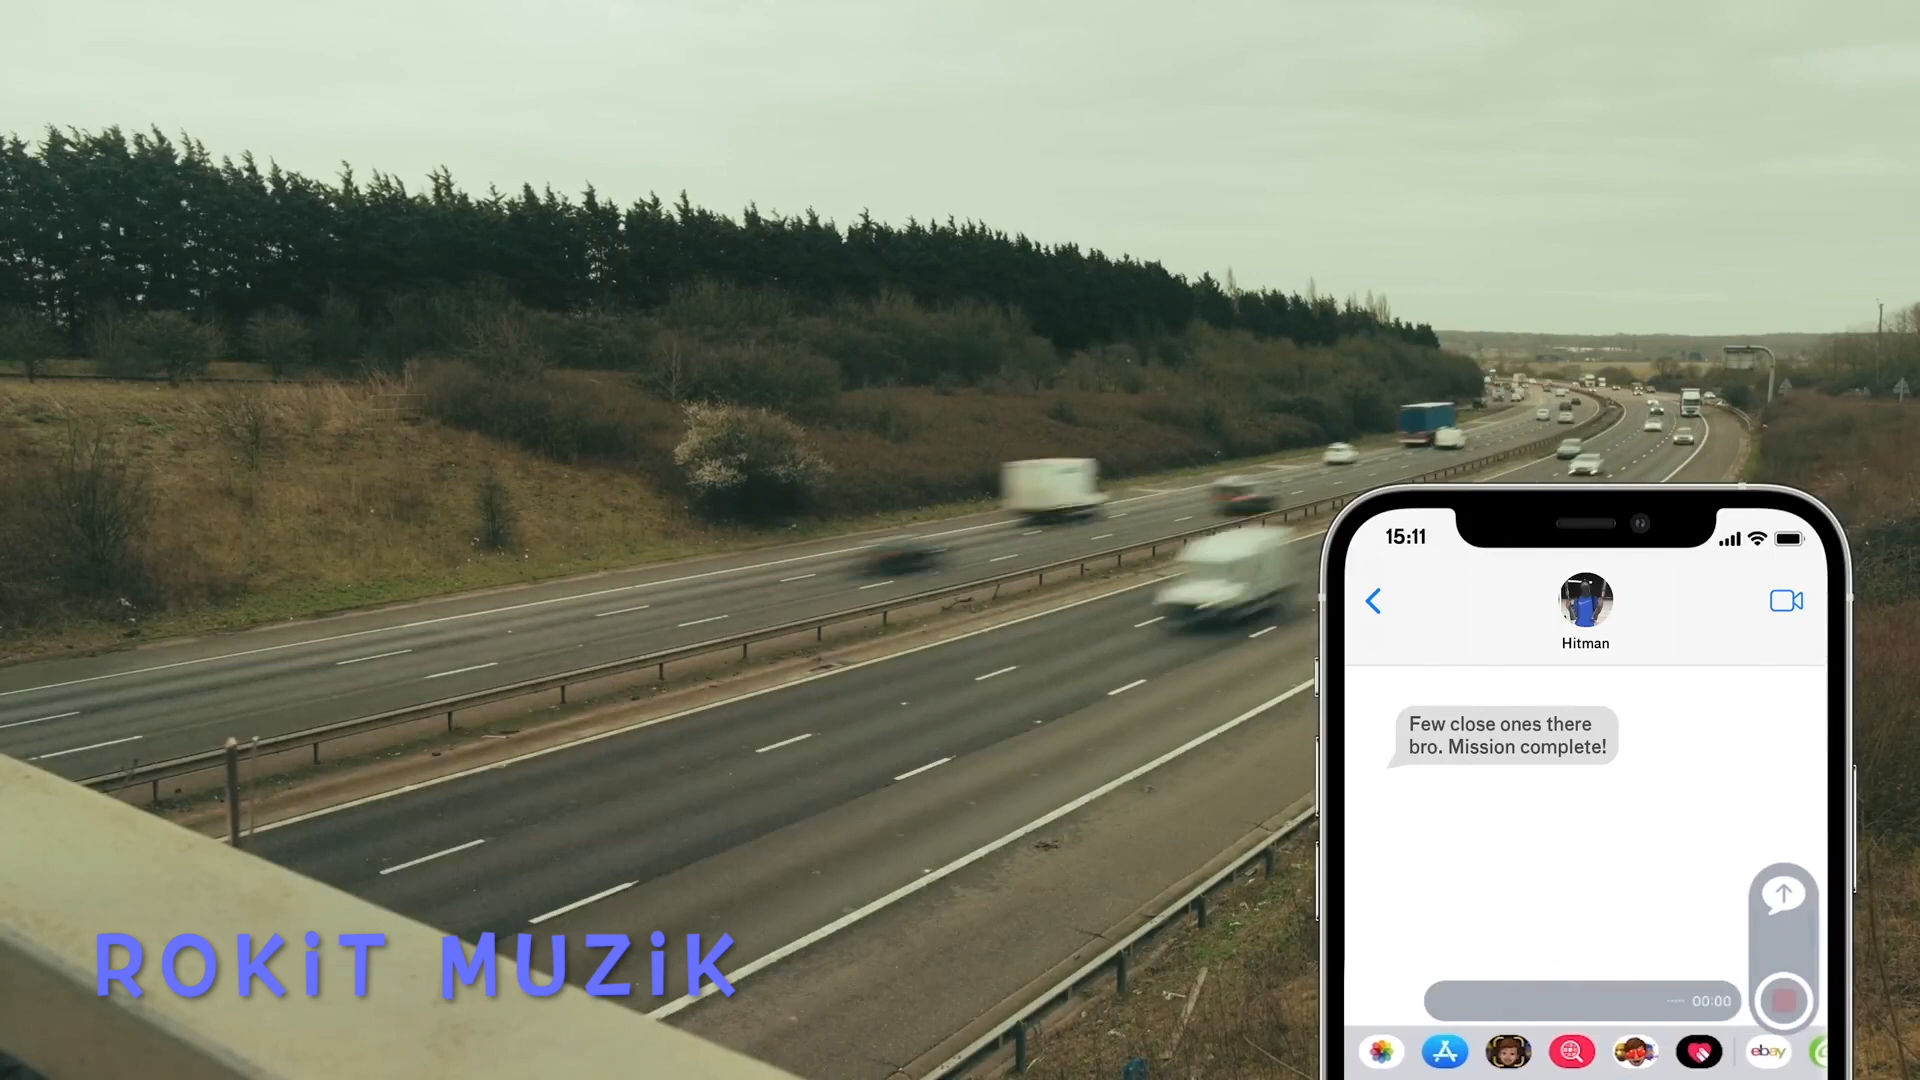 15:11
Hitman
Few close ones there
bro. Mission complete!
00:00
ebay
ROKiT MUZiK